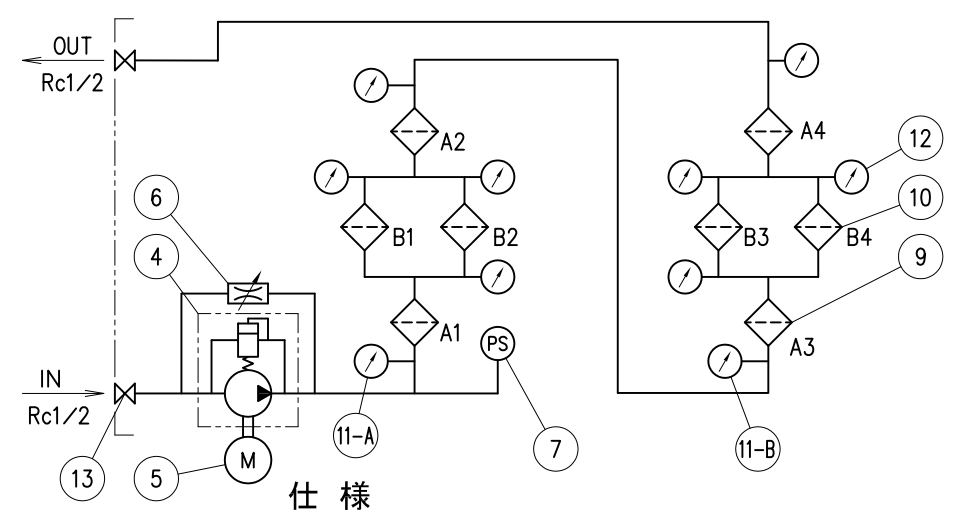 OUT
Rc1/2
A2
A4
12
6
10
B1
B2
B3
B4
4
9
A1
PS
A3
IN
Rc1/2
11-A
7
11-B
13
5
M
仕 様